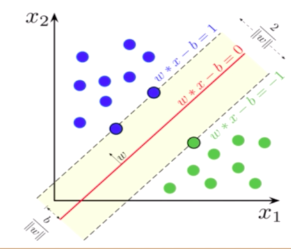 x₂
w * x − b = 1
2
‖w‖
w * x − b = 0
w * x − b = −1
w
b
‖w‖
x₁